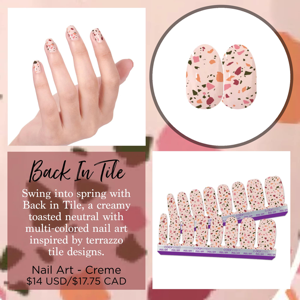 Back In Tile
Swing into spring with
Back in Tile, a creamy
toasted neutral with
multi-colored nail art
inspired by terrazzo
tile designs.
Nail Art - Creme
$14 USD/$17.75 CAD